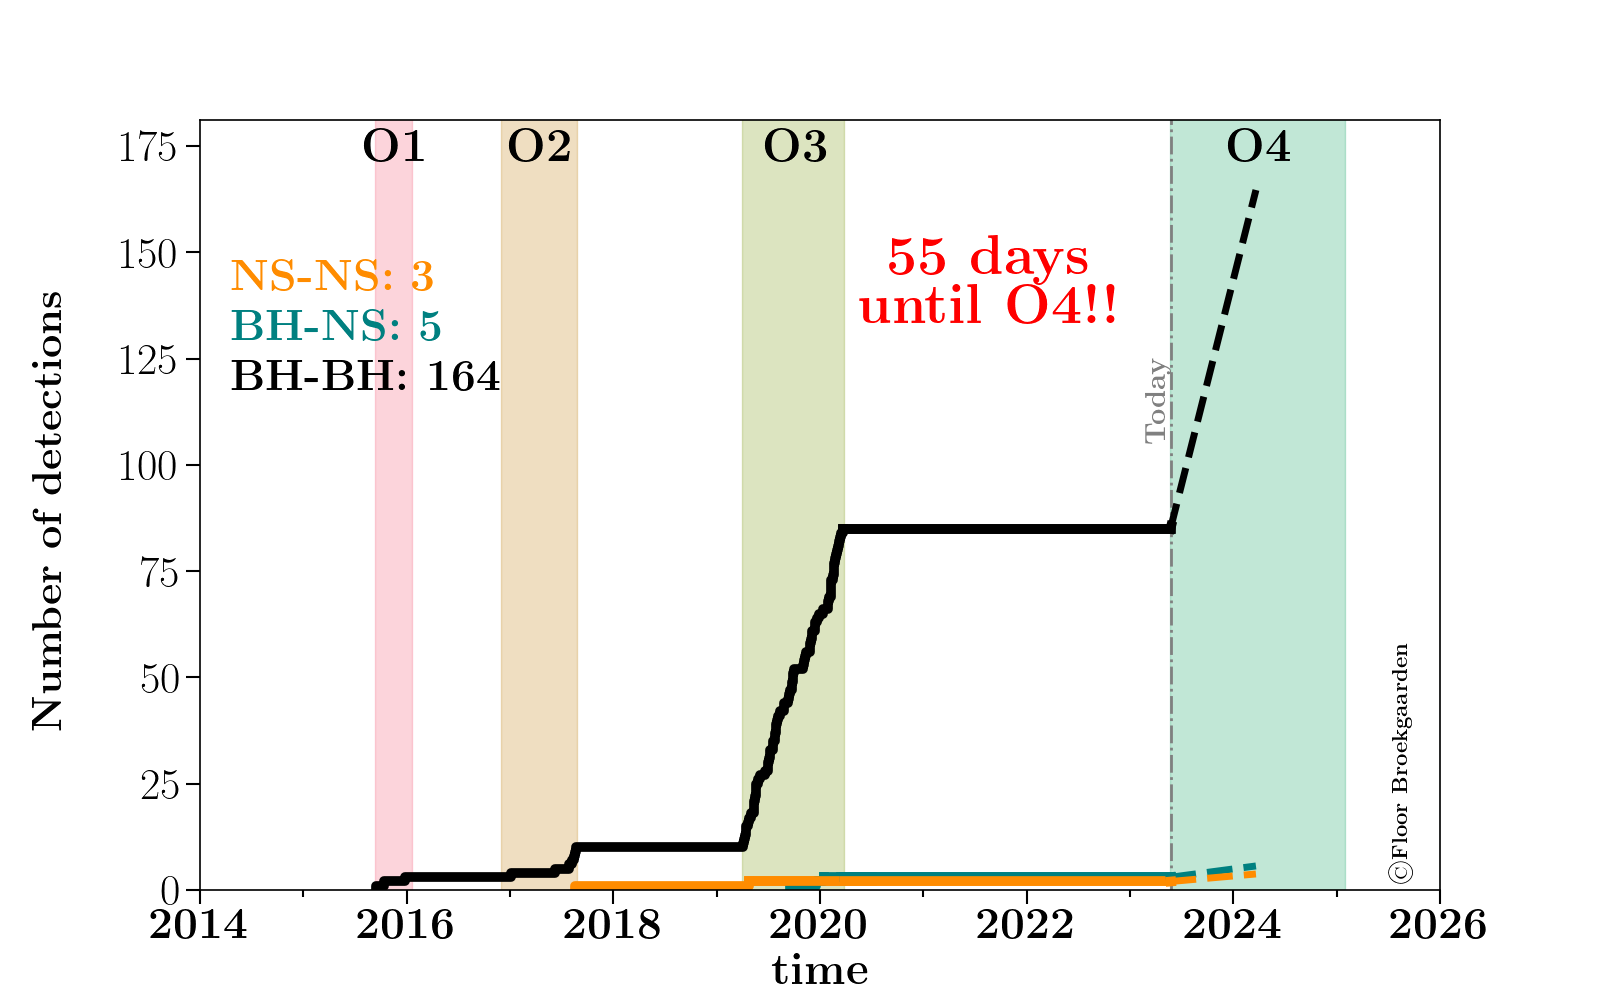 O1 O2 O3 O4
175
150
125
100
75
50
25
0
Number of detections
NS-NS: 3
BH-NS: 5
BH-BH: 164
55 days
until O4!!
Today
©Floor Broekgaarden
2014 2016 2018 2020 2022 2024 2026
time